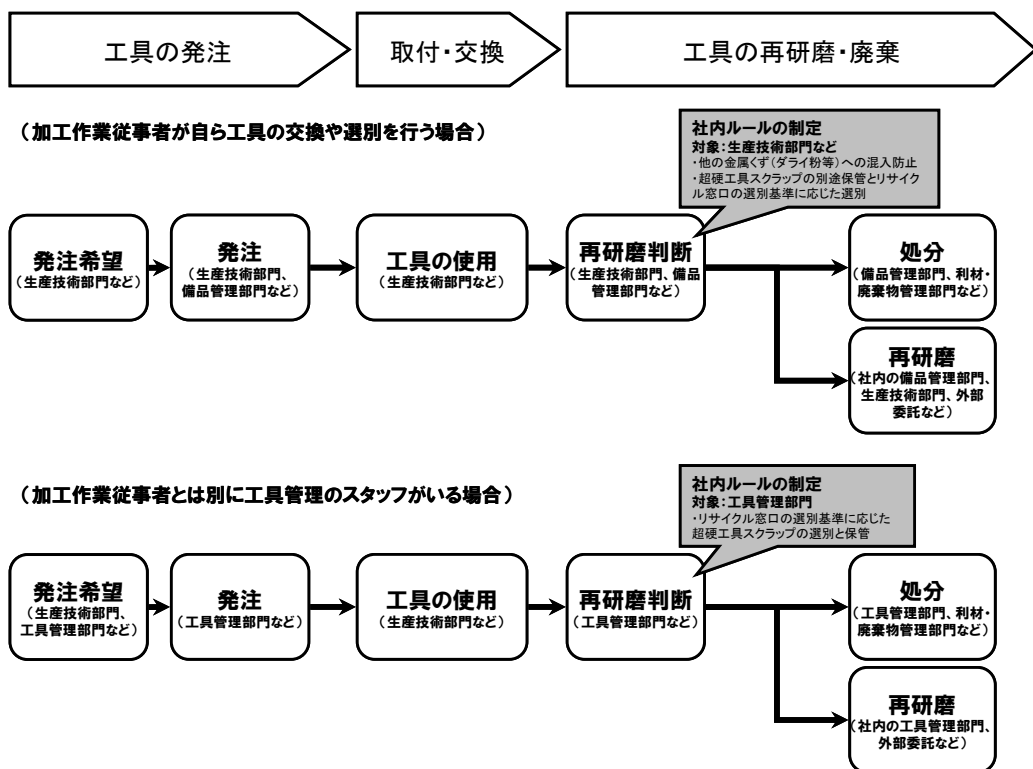 工具の発注
取付・交換
工具の再研磨・廃棄
（加工作業従事者が自ら工具の交換や選別を行う場合）
社内ルールの制定
対象：生産技術部門など
・他の金属くず（ダライ粉等）への混入防止
・超硬工具スクラップの別途保管とリサイク
ル窓口の選別基準に応じた選別
発注希望
（生産技術部門など）
発注
（生産技術部門、
備品管理部門など）
工具の使用
（生産技術部門など）
再研磨判断
（生産技術部門、備品
管理部門など）
処分
（備品管理部門、利材・
廃棄物管理部門など）
再研磨
（社内の備品管理部門、
生産技術部門、外部
委託など）
（加工作業従事者とは別に工具管理のスタッフがいる場合）
社内ルールの制定
対象：工具管理部門
・リサイクル窓口の選別基準に応じた
超硬工具スクラップの選別と保管
発注希望
（生産技術部門、
工具管理部門など）
発注
（工具管理部門など）
工具の使用
（生産技術部門など）
再研磨判断
（工具管理部門など）
処分
（工具管理部門、利材・
廃棄物管理部門など）
再研磨
（社内の工具管理部門、
外部委託など）